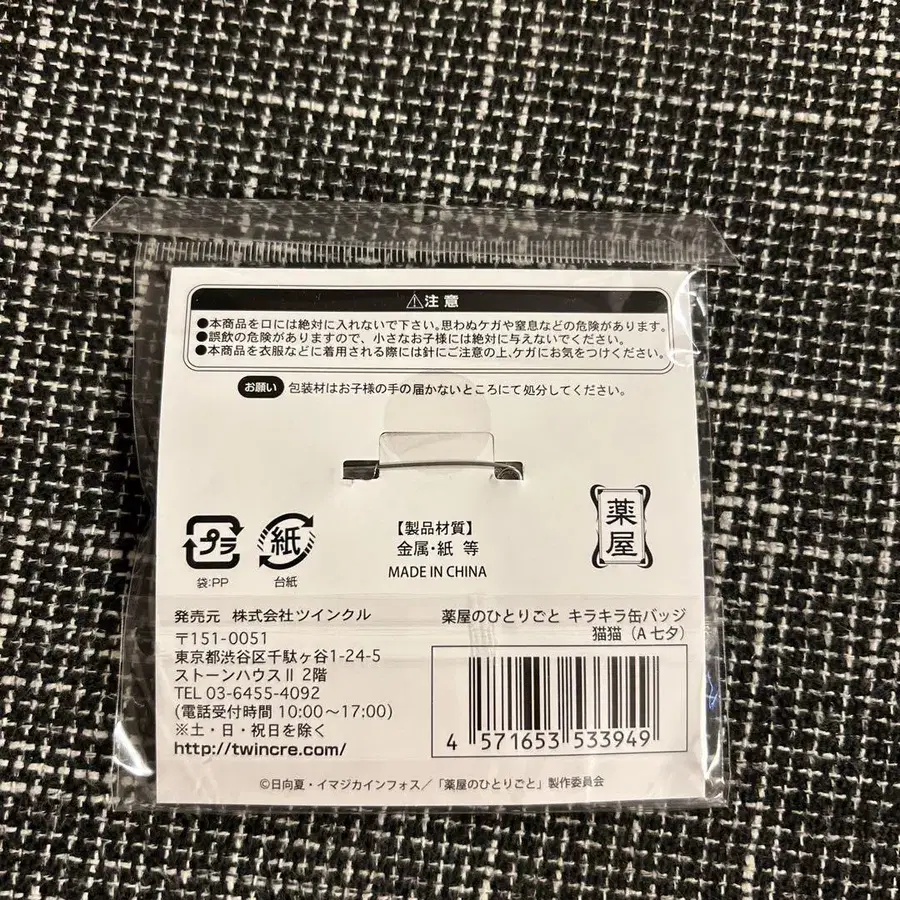 ⚠注意
●本商品を口には絶対に入れないで下さい。思わぬケガや窒息などの危険があります。
●誤飲の危険がありますので、小さなお子様には絶対に与えないでください。
●本商品を衣服などに着用される際には針にご注意の上、ケガにお気をつけください。
お願い 包装材はお子様の手の届かないところにて処分してください。
プラ
袋:PP
紙
台紙
【製品材質】
金属・紙 等
MADE IN CHINA
薬屋
発売元 株式会社ツインクル
〒151-0051
東京都渋谷区千駄ヶ谷1-24-5
ストーンハウスⅡ 2階
TEL 03-6455-4092
(電話受付時間 10:00~17:00)
※土・日・祝日を除く
http://twincre.com/
薬屋のひとりごと キラキラ缶バッジ
猫猫（A 七夕）
4 571653 533949
©日向夏・イマジカインフォス/「薬屋のひとりごと」製作委員会